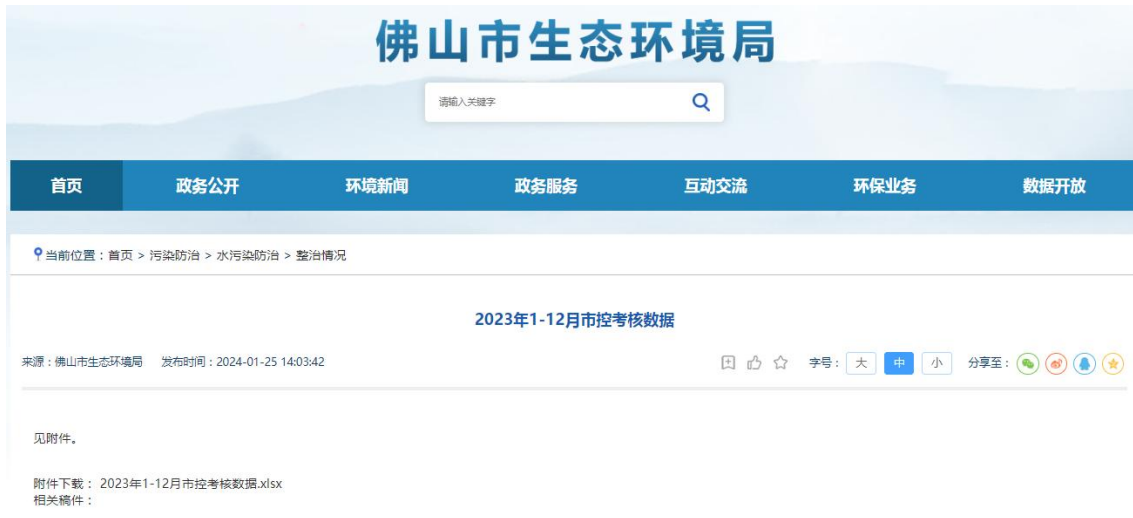 佛山市生态环境局
请输入关键字
首页 政务公开 环境新闻 政务服务 互动交流 环保业务 数据开放
当前位置：首页 > 污染防治 > 水污染防治 > 整治情况
2023年1-12月市控考核数据
来源：佛山市生态环境局 发布时间：2024-01-25 14:03:42 字号： 大 中 小 分享至：
见附件。
附件下载： 2023年1-12月市控考核数据.xlsx
相关稿件：